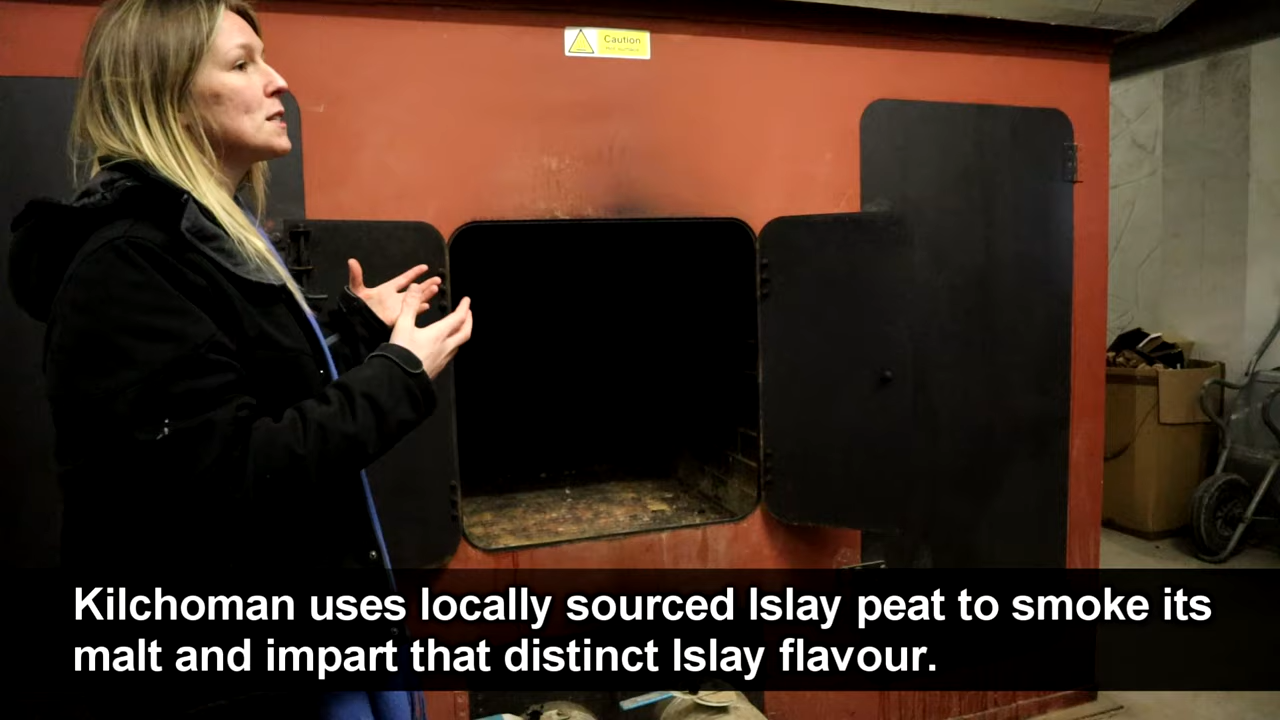 Caution
Kilchoman uses locally sourced Islay peat to smoke its
malt and impart that distinct Islay flavour.